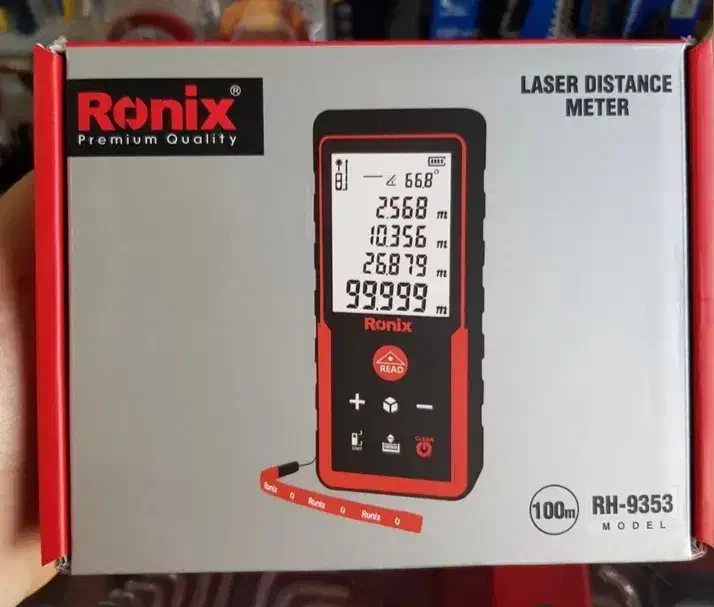 Ronix®
Premium Quality
LASER DISTANCE
METER
66.8°
2.568 m
10.356 m
26.879 m
99.999 m
Ronix
READ
+ −
UNIT
CLEAR
Ronix Ronix Ronix
100m
RH-9353
MODEL